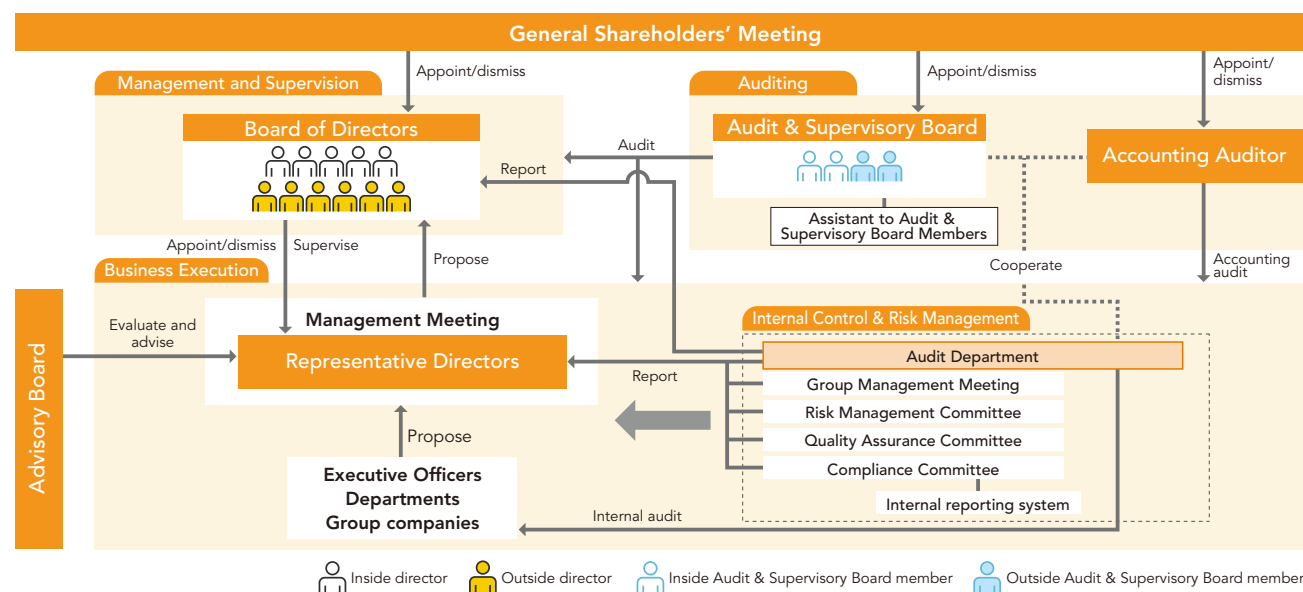 General Shareholders’ Meeting
Appoint/dismiss
Appoint/dismiss
Appoint/
dismiss
Management and Supervision
Auditing
Board of Directors
Audit & Supervisory Board
Accounting Auditor
Audit
Report
Assistant to Audit &
Supervisory Board Members
Appoint/dismiss
Supervise
Propose
Cooperate
Accounting
audit
Business Execution
Advisory Board
Evaluate and
advise
Management Meeting
Representative Directors
Report
Internal Control & Risk Management
Audit Department
Group Management Meeting
Risk Management Committee
Quality Assurance Committee
Compliance Committee
Internal reporting system
Propose
Executive Officers
Departments
Group companies
Internal audit
Inside director
Outside director
Inside Audit & Supervisory Board member
Outside Audit & Supervisory Board member